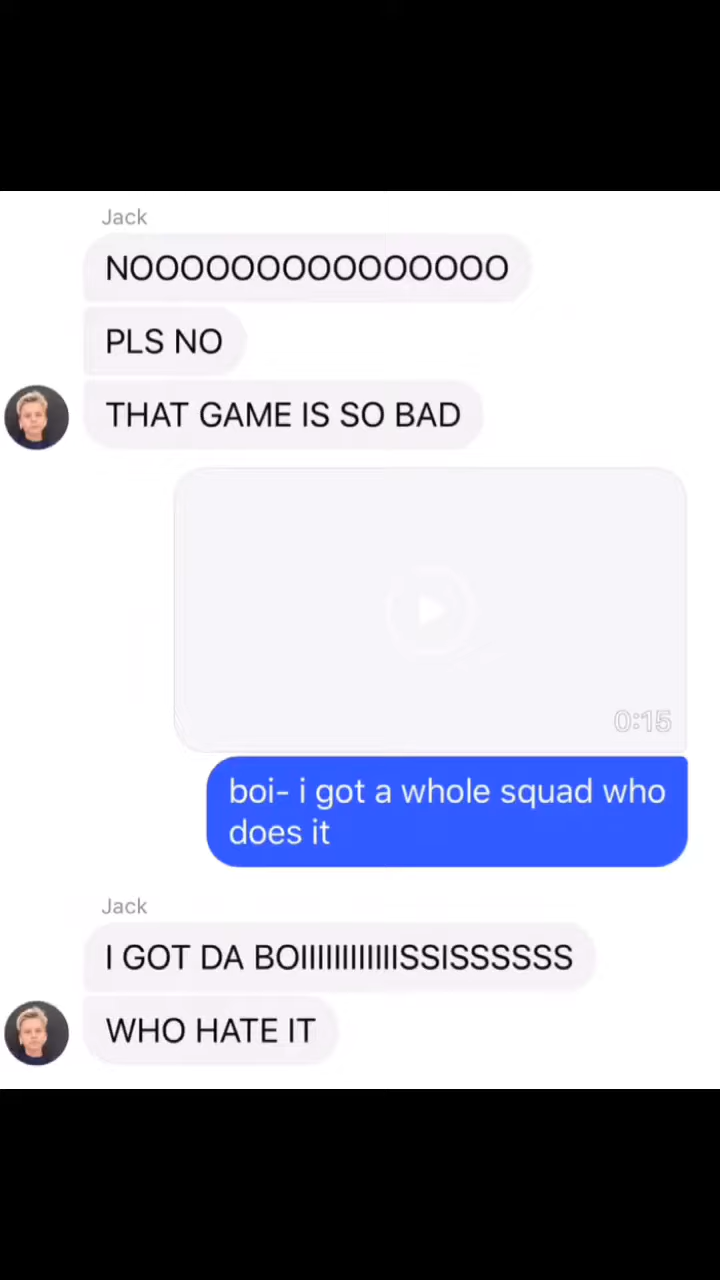 Jack
NOOOOOOOOOOOOOOOO
PLS NO
THAT GAME IS SO BAD
0:15
boi- i got a whole squad who
does it
Jack
I GOT DA BOIIIIIIIIIIIISSISSSSSS
WHO HATE IT